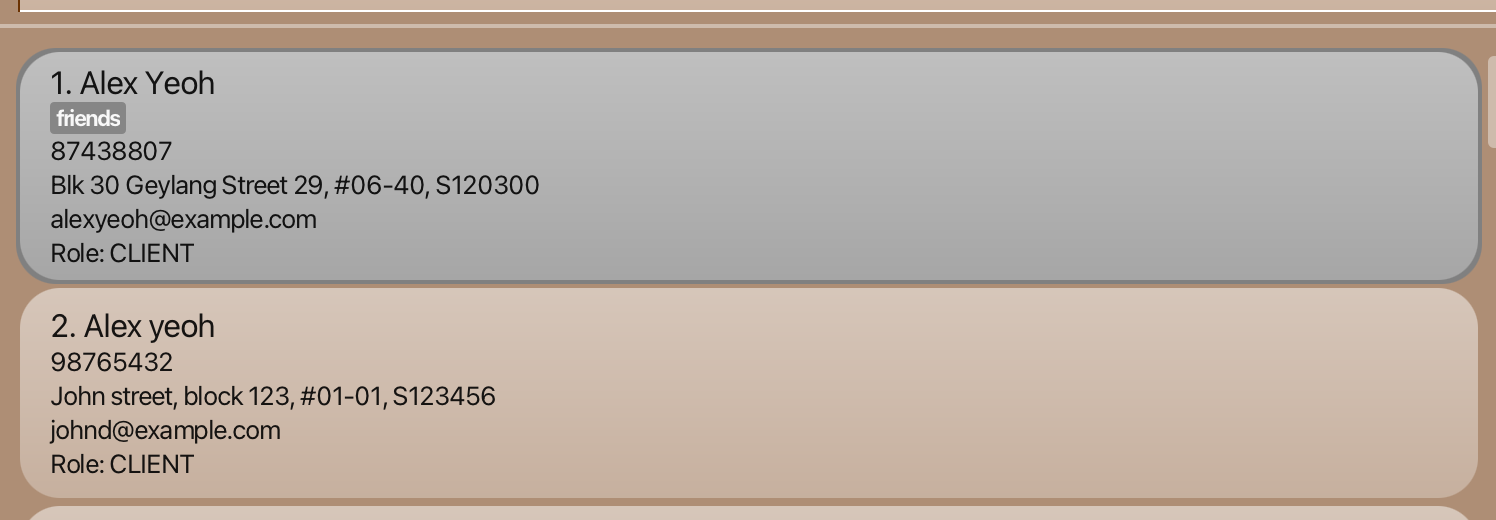 1. Alex Yeoh
friends
87438807
Blk 30 Geylang Street 29, #06-40, S120300
alexyeoh@example.com
Role: CLIENT
2. Alex yeoh
98765432
John street, block 123, #01-01, S123456
johnd@example.com
Role: CLIENT